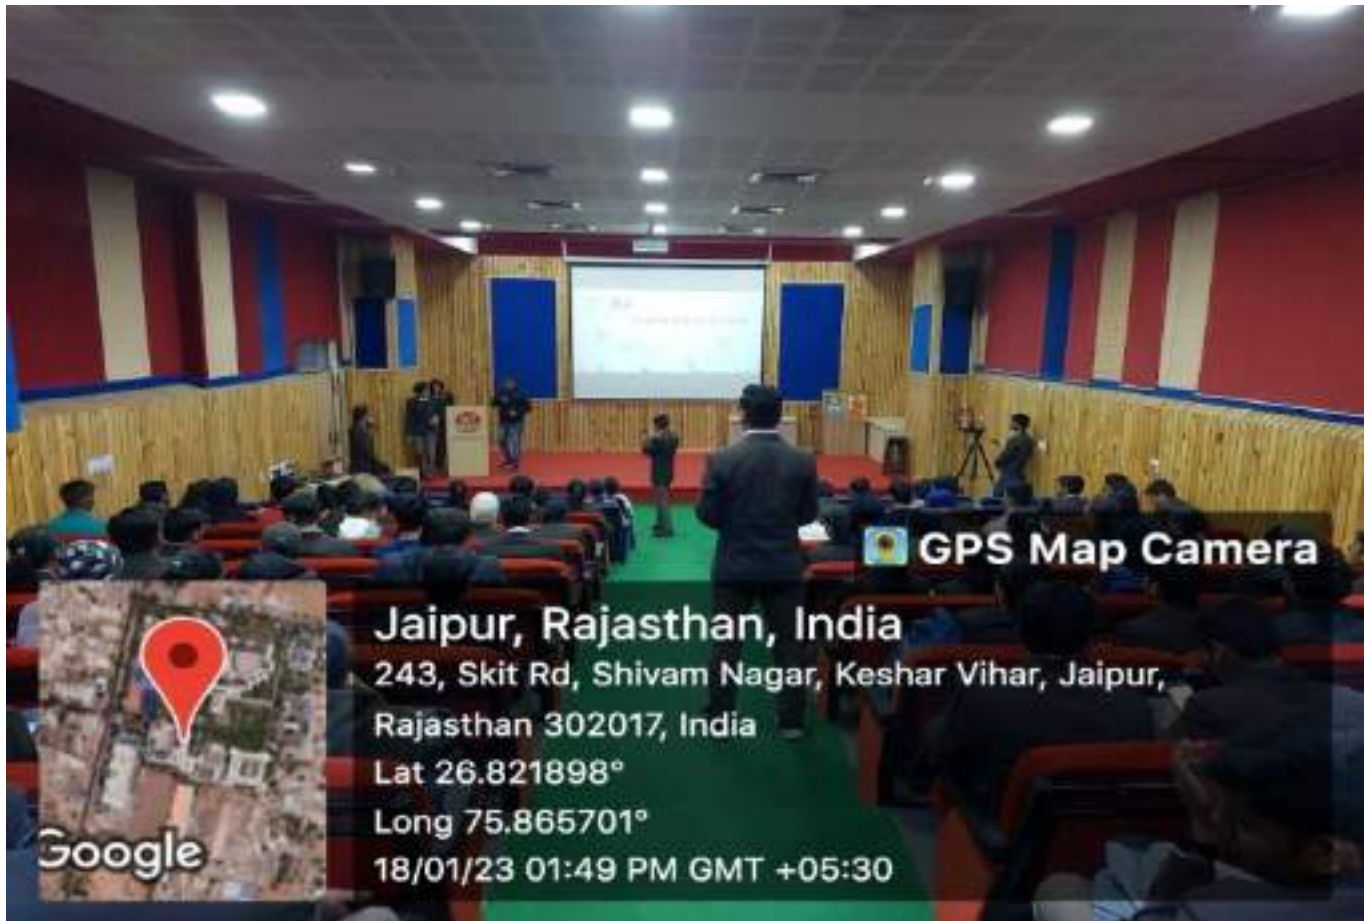 GPS Map Camera
Jaipur, Rajasthan, India
243, Skit Rd, Shivam Nagar, Keshar Vihar, Jaipur,
Rajasthan 302017, India
Lat 26.821898°
Long 75.865701°
18/01/23 01:49 PM GMT +05:30
Google